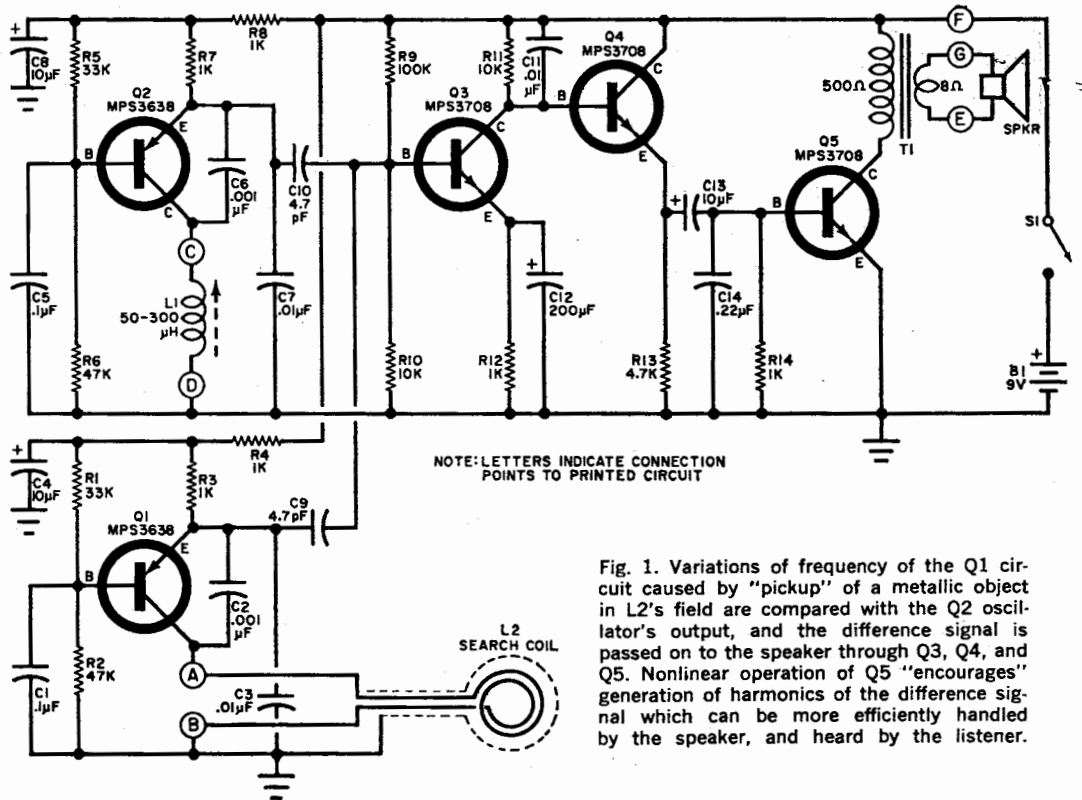 R8
1K
F
C8
10µF
R5
33K
R7
1K
R9
100K
R11
10K
C11
.01
µF
Q4
MPS3708
C
G
500Ω
8Ω
T1
E
SPKR
Q2
MPS3638
E
B
C
C6
.001
µF
C10
4.7
pF
Q3
MPS3708
C
B
E
B
E
C13
10µF
Q5
MPS3708
C
B
E
S1
C
C5
.1µF
L1
50-300
µH
C7
.01µF
C12
200µF
C14
.22µF
R6
47K
D
R10
10K
R12
1K
R13
4.7K
R14
1K
B1
9V
R4
1K
C4
10µF
R1
33K
R3
1K
NOTE: LETTERS INDICATE CONNECTION
POINTS TO PRINTED CIRCUIT
Q1
MPS3638
E
B
C9
4.7pF
C2
.001
µF
L2
SEARCH COIL
A
C1
.1µF
R2
47K
C3
.01µF
B
Fig. 1. Variations of frequency of the Q1 cir-
cuit caused by "pickup" of a metallic object
in L2's field are compared with the Q2 oscil-
lator's output, and the difference signal is
passed on to the speaker through Q3, Q4, and
Q5. Nonlinear operation of Q5 "encourages"
generation of harmonics of the difference sig-
nal which can be more efficiently handled
by the speaker, and heard by the listener.